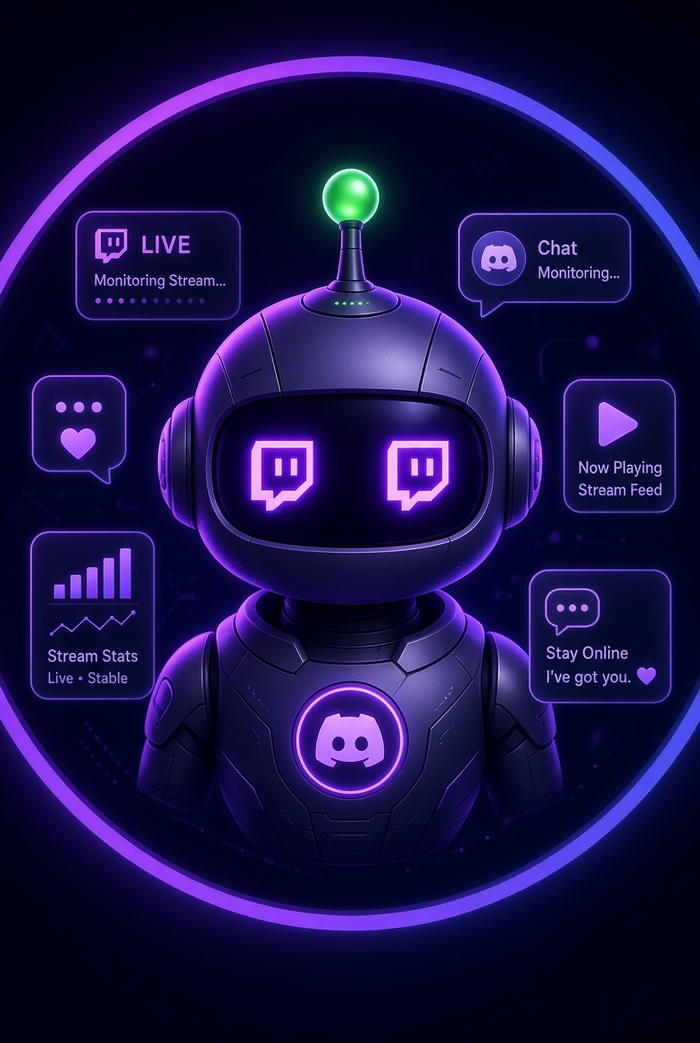 LIVE
Monitoring Stream...
Chat
Monitoring...
Now Playing
Stream Feed
Stream Stats
Live • Stable
Stay Online
I've got you. 💜